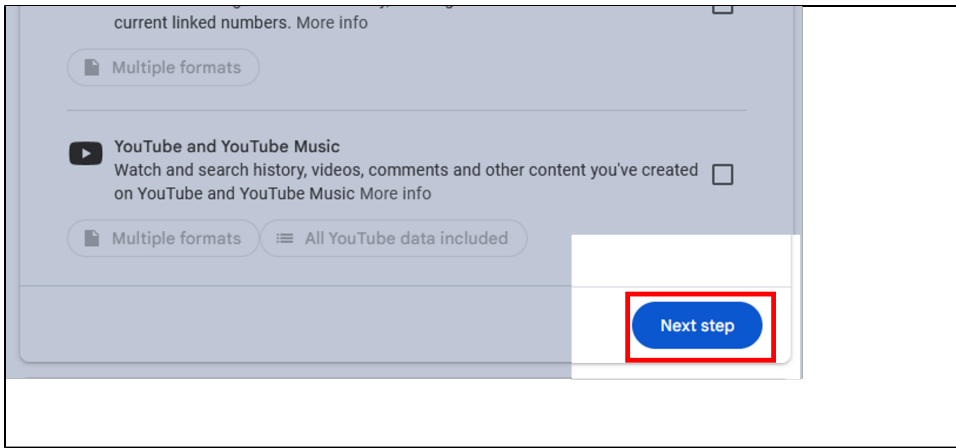 current linked numbers. More info
Multiple formats
YouTube and YouTube Music
Watch and search history, videos, comments and other content you've created
on YouTube and YouTube Music More info
Multiple formats
All YouTube data included
Next step